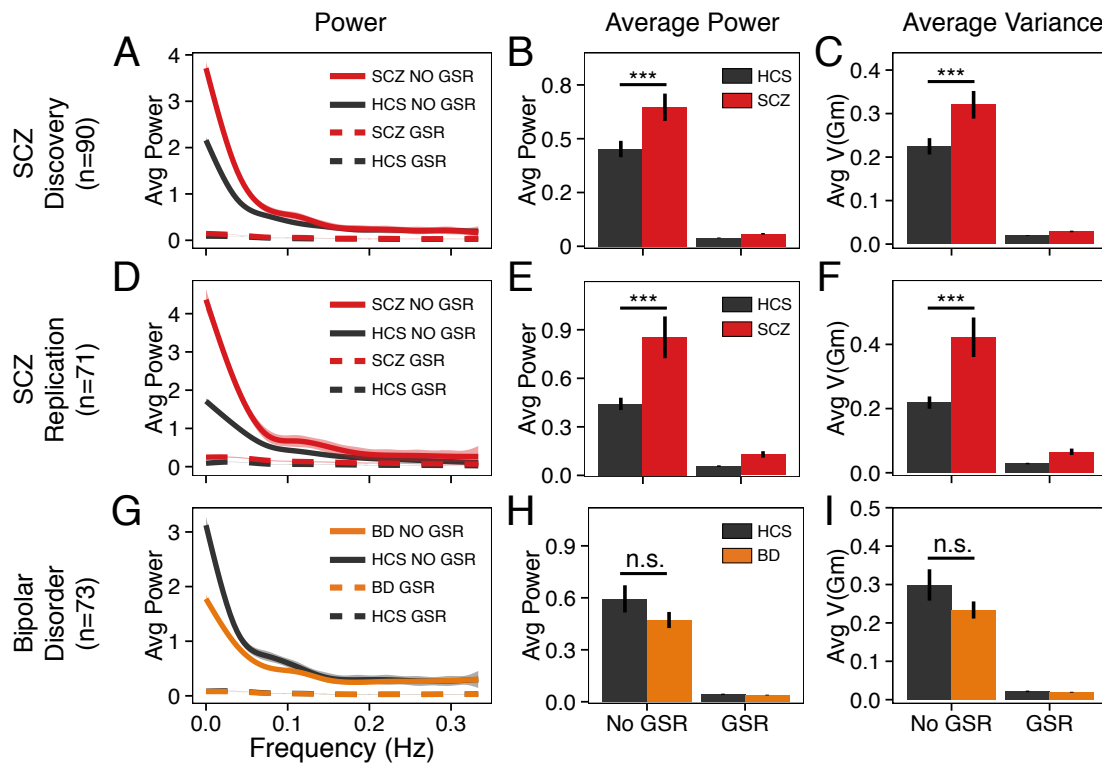 Power
Average Power
Average Variance
SCZ
Discovery
(n=90)
A
Avg Power
4
3
2
1
0
SCZ NO GSR
HCS NO GSR
SCZ GSR
HCS GSR
B
Avg Power
0.8
0.5
0.2
0
***
HCS
SCZ
C
Avg V(Gm)
0.4
0.3
0.2
0.1
0.0
***
SCZ
Replication
(n=71)
D
Avg Power
4
3
2
1
0
SCZ NO GSR
HCS NO GSR
SCZ GSR
HCS GSR
E
Avg Power
0.9
0.6
0.3
0.0
***
HCS
SCZ
F
Avg V(Gm)
0.4
0.2
0.0
***
Bipolar
Disorder
(n=73)
G
Avg Power
3
2
1
0
BD NO GSR
HCS NO GSR
BD GSR
HCS GSR
0.0
0.1
0.2
0.3
Frequency (Hz)
H
Avg Power
0.9
0.6
0.3
0.0
n.s.
HCS
BD
No GSR
GSR
I
Avg V(Gm)
0.5
0.4
0.3
0.2
0.1
0.0
n.s.
No GSR
GSR